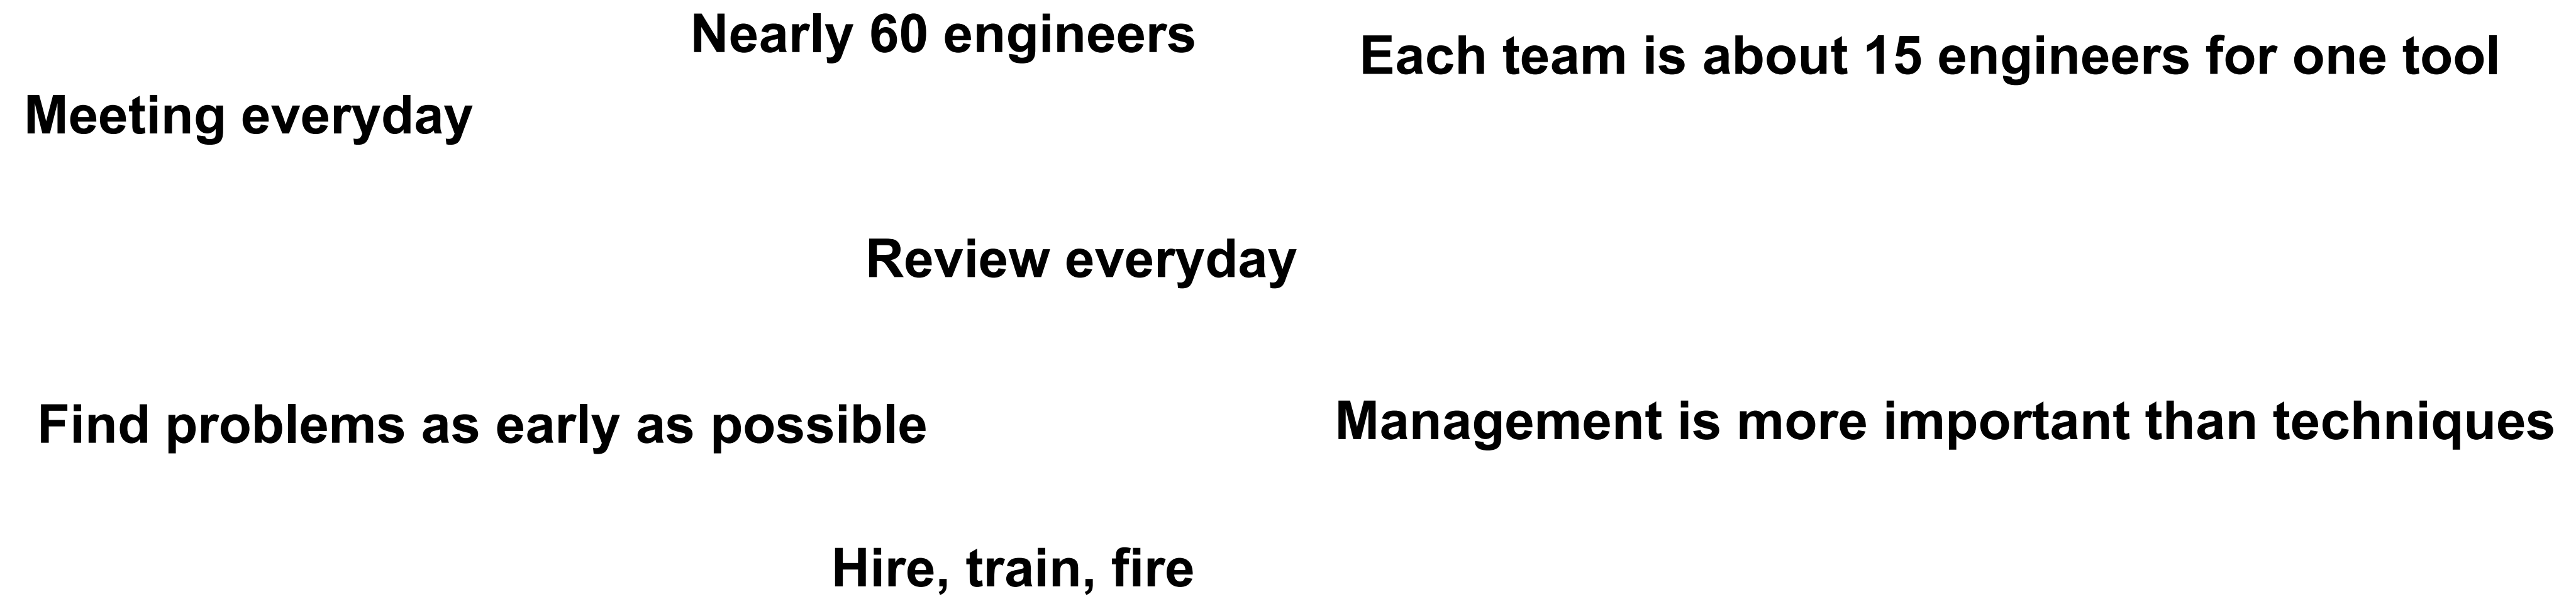 Nearly 60 engineers
Each team is about 15 engineers for one tool
Meeting everyday
Review everyday
Find problems as early as possible
Management is more important than techniques
Hire, train, fire